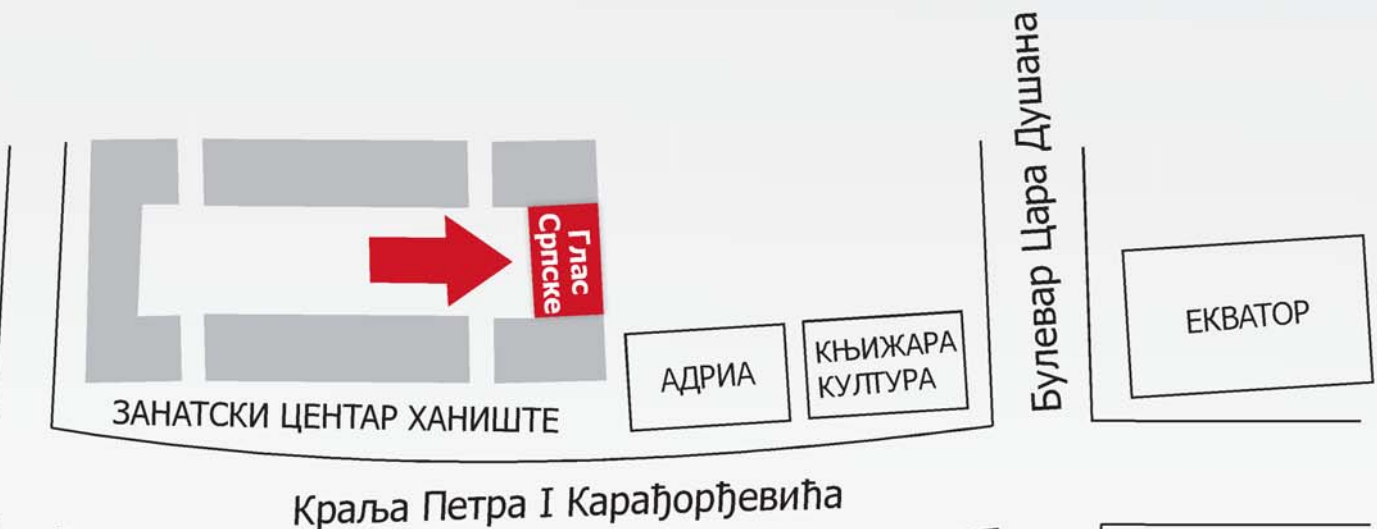 Булевар Цара Душана
Глас
Српске
ЕКВАТОР
АДРИА
КЊИЖАРА
КУЛТУРА
ЗАНАТСКИ ЦЕНТАР ХАНИШТЕ
Краља Петра I Карађорђевића